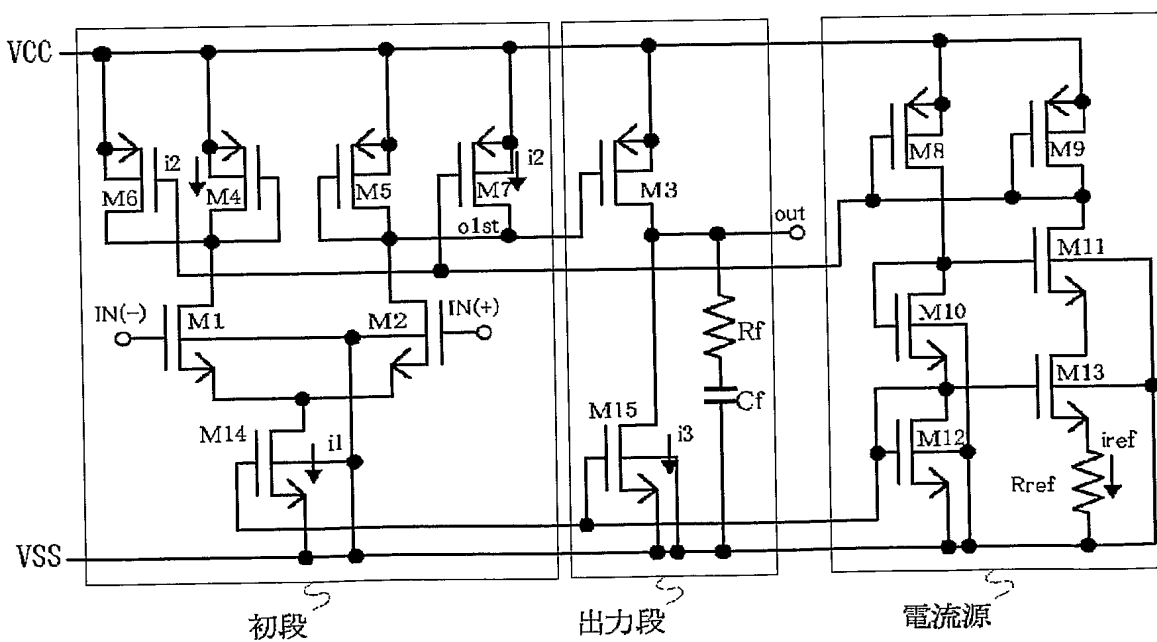 VCC
M6
i2
M4
M5
M7
i2
M3
M8
M9
o1st
out
M11
IN(-)
M1
M2
IN(+)
M10
Rf
M13
Cf
M14
i1
M15
i3
M12
iref
Rref
VSS
初段
出力段
電流源